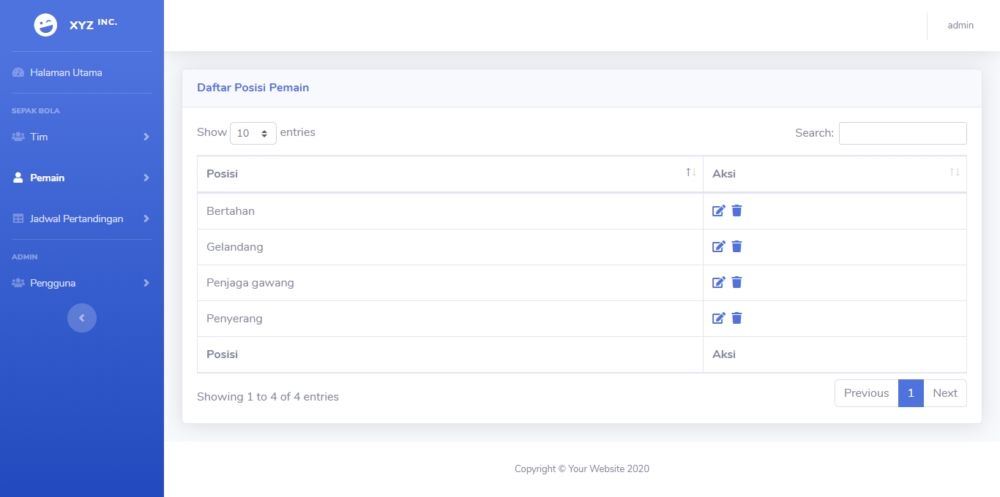 XYZ INC.
admin
Halaman Utama
SEPAK BOLA
Tim
Pemain
Jadwal Pertandingan
ADMIN
Pengguna
Daftar Posisi Pemain
Show 10 entries
Search:
Posisi Aksi
Bertahan
Gelandang
Penjaga gawang
Penyerang
Posisi Aksi
Showing 1 to 4 of 4 entries
Previous 1 Next
Copyright © Your Website 2020